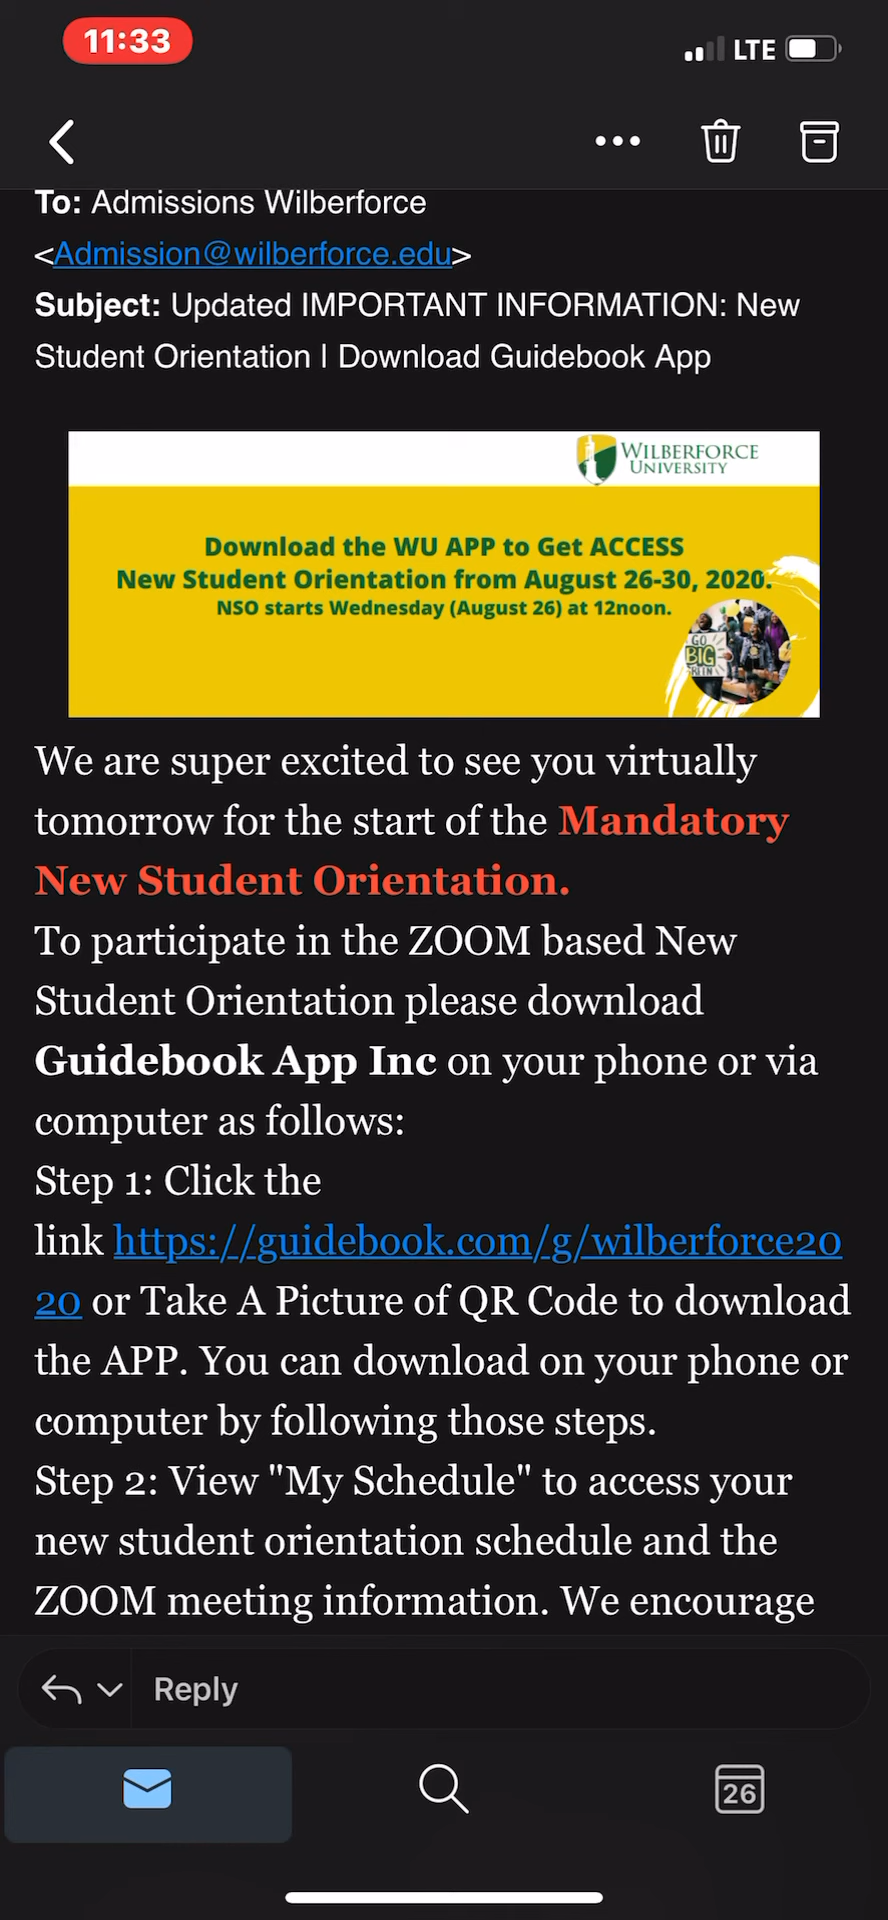 11:33
LTE
To: Admissions Wilberforce
<Admission@wilberforce.edu>
Subject: Updated IMPORTANT INFORMATION: New
Student Orientation | Download Guidebook App
WILBERFORCE
UNIVERSITY
Download the WU APP to Get ACCESS
New Student Orientation from August 26-30, 2020.
NSO starts Wednesday (August 26) at 12noon.
GO
BIG
We are super excited to see you virtually
tomorrow for the start of the Mandatory
New Student Orientation.
To participate in the ZOOM based New
Student Orientation please download
Guidebook App Inc on your phone or via
computer as follows:
Step 1: Click the
link https://guidebook.com/g/wilberforce20
20 or Take A Picture of QR Code to download
the APP. You can download on your phone or
computer by following those steps.
Step 2: View "My Schedule" to access your
new student orientation schedule and the
ZOOM meeting information. We encourage
Reply
26